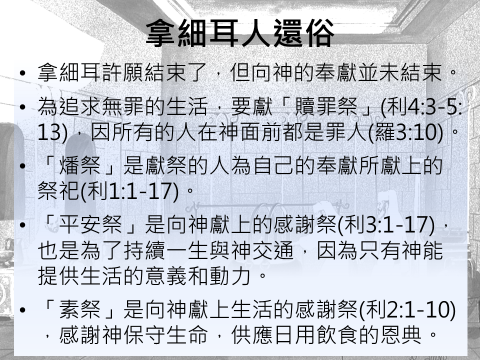 拿細耳人還俗
• 拿細耳許願結束了，但向神的奉獻並未結束。
• 為追求無罪的生活，要獻「贖罪祭」(利4:3-5:
13)，因所有的人在神面前都是罪人(羅3:10)。
• 「燔祭」是獻祭的人為自己的奉獻所獻上的
祭祀(利1:1-17)。
• 「平安祭」是向神獻上的感謝祭(利3:1-17)，
也是為了持續一生與神交通，因為只有神能
提供生活的意義和動力。
• 「素祭」是向神獻上生活的感謝祭(利2:1-10)
，感謝神保守生命，供應日用飲食的恩典。